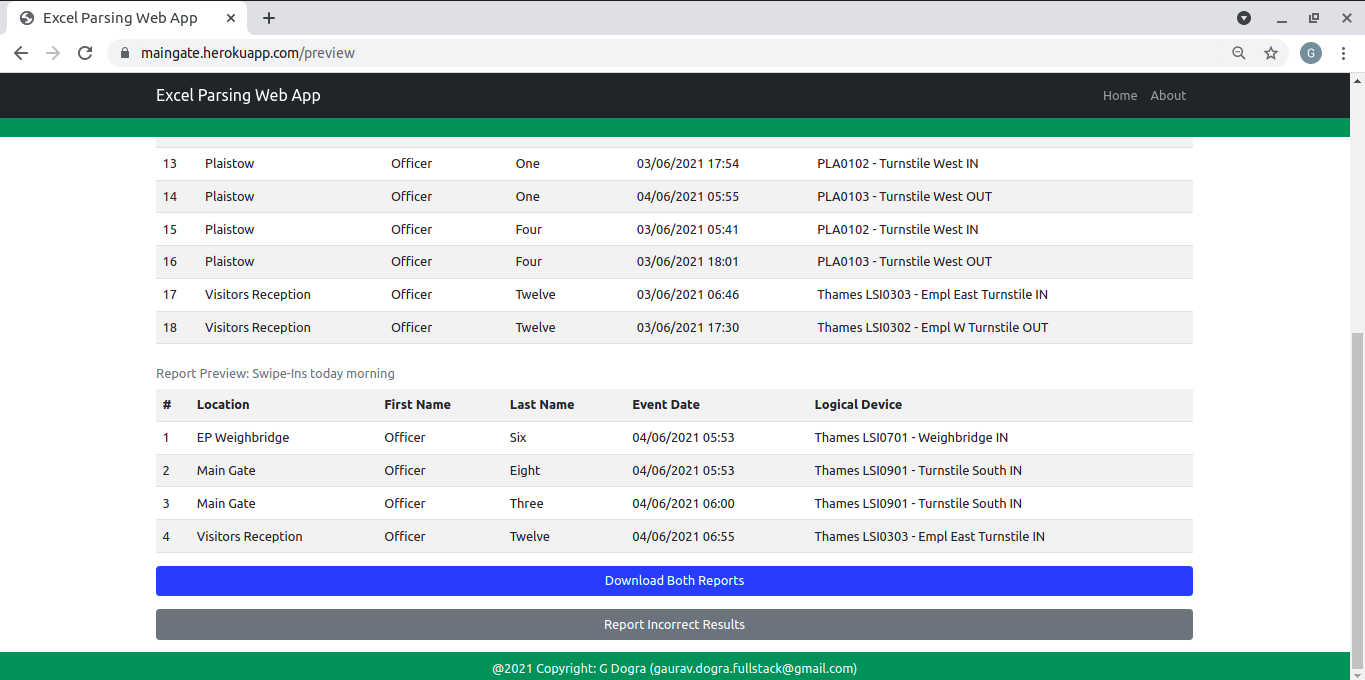 Excel Parsing Web App
maingate.herokuapp.com/preview
G
Excel Parsing Web App Home About
13 Plaistow Officer One 03/06/2021 17:54 PLA0102 - Turnstile West IN
14 Plaistow Officer One 04/06/2021 05:55 PLA0103 - Turnstile West OUT
15 Plaistow Officer Four 03/06/2021 05:41 PLA0102 - Turnstile West IN
16 Plaistow Officer Four 03/06/2021 18:01 PLA0103 - Turnstile West OUT
17 Visitors Reception Officer Twelve 03/06/2021 06:46 Thames LSI0303 - Empl East Turnstile IN
18 Visitors Reception Officer Twelve 03/06/2021 17:30 Thames LSI0302 - Empl W Turnstile OUT
Report Preview: Swipe-Ins today morning
# Location First Name Last Name Event Date Logical Device
1 EP Weighbridge Officer Six 04/06/2021 05:53 Thames LSI0701 - Weighbridge IN
2 Main Gate Officer Eight 04/06/2021 05:53 Thames LSI0901 - Turnstile South IN
3 Main Gate Officer Three 04/06/2021 06:00 Thames LSI0901 - Turnstile South IN
4 Visitors Reception Officer Twelve 04/06/2021 06:55 Thames LSI0303 - Empl East Turnstile IN
Download Both Reports
Report Incorrect Results
@2021 Copyright: G Dogra (gaurav.dogra.fullstack@gmail.com)